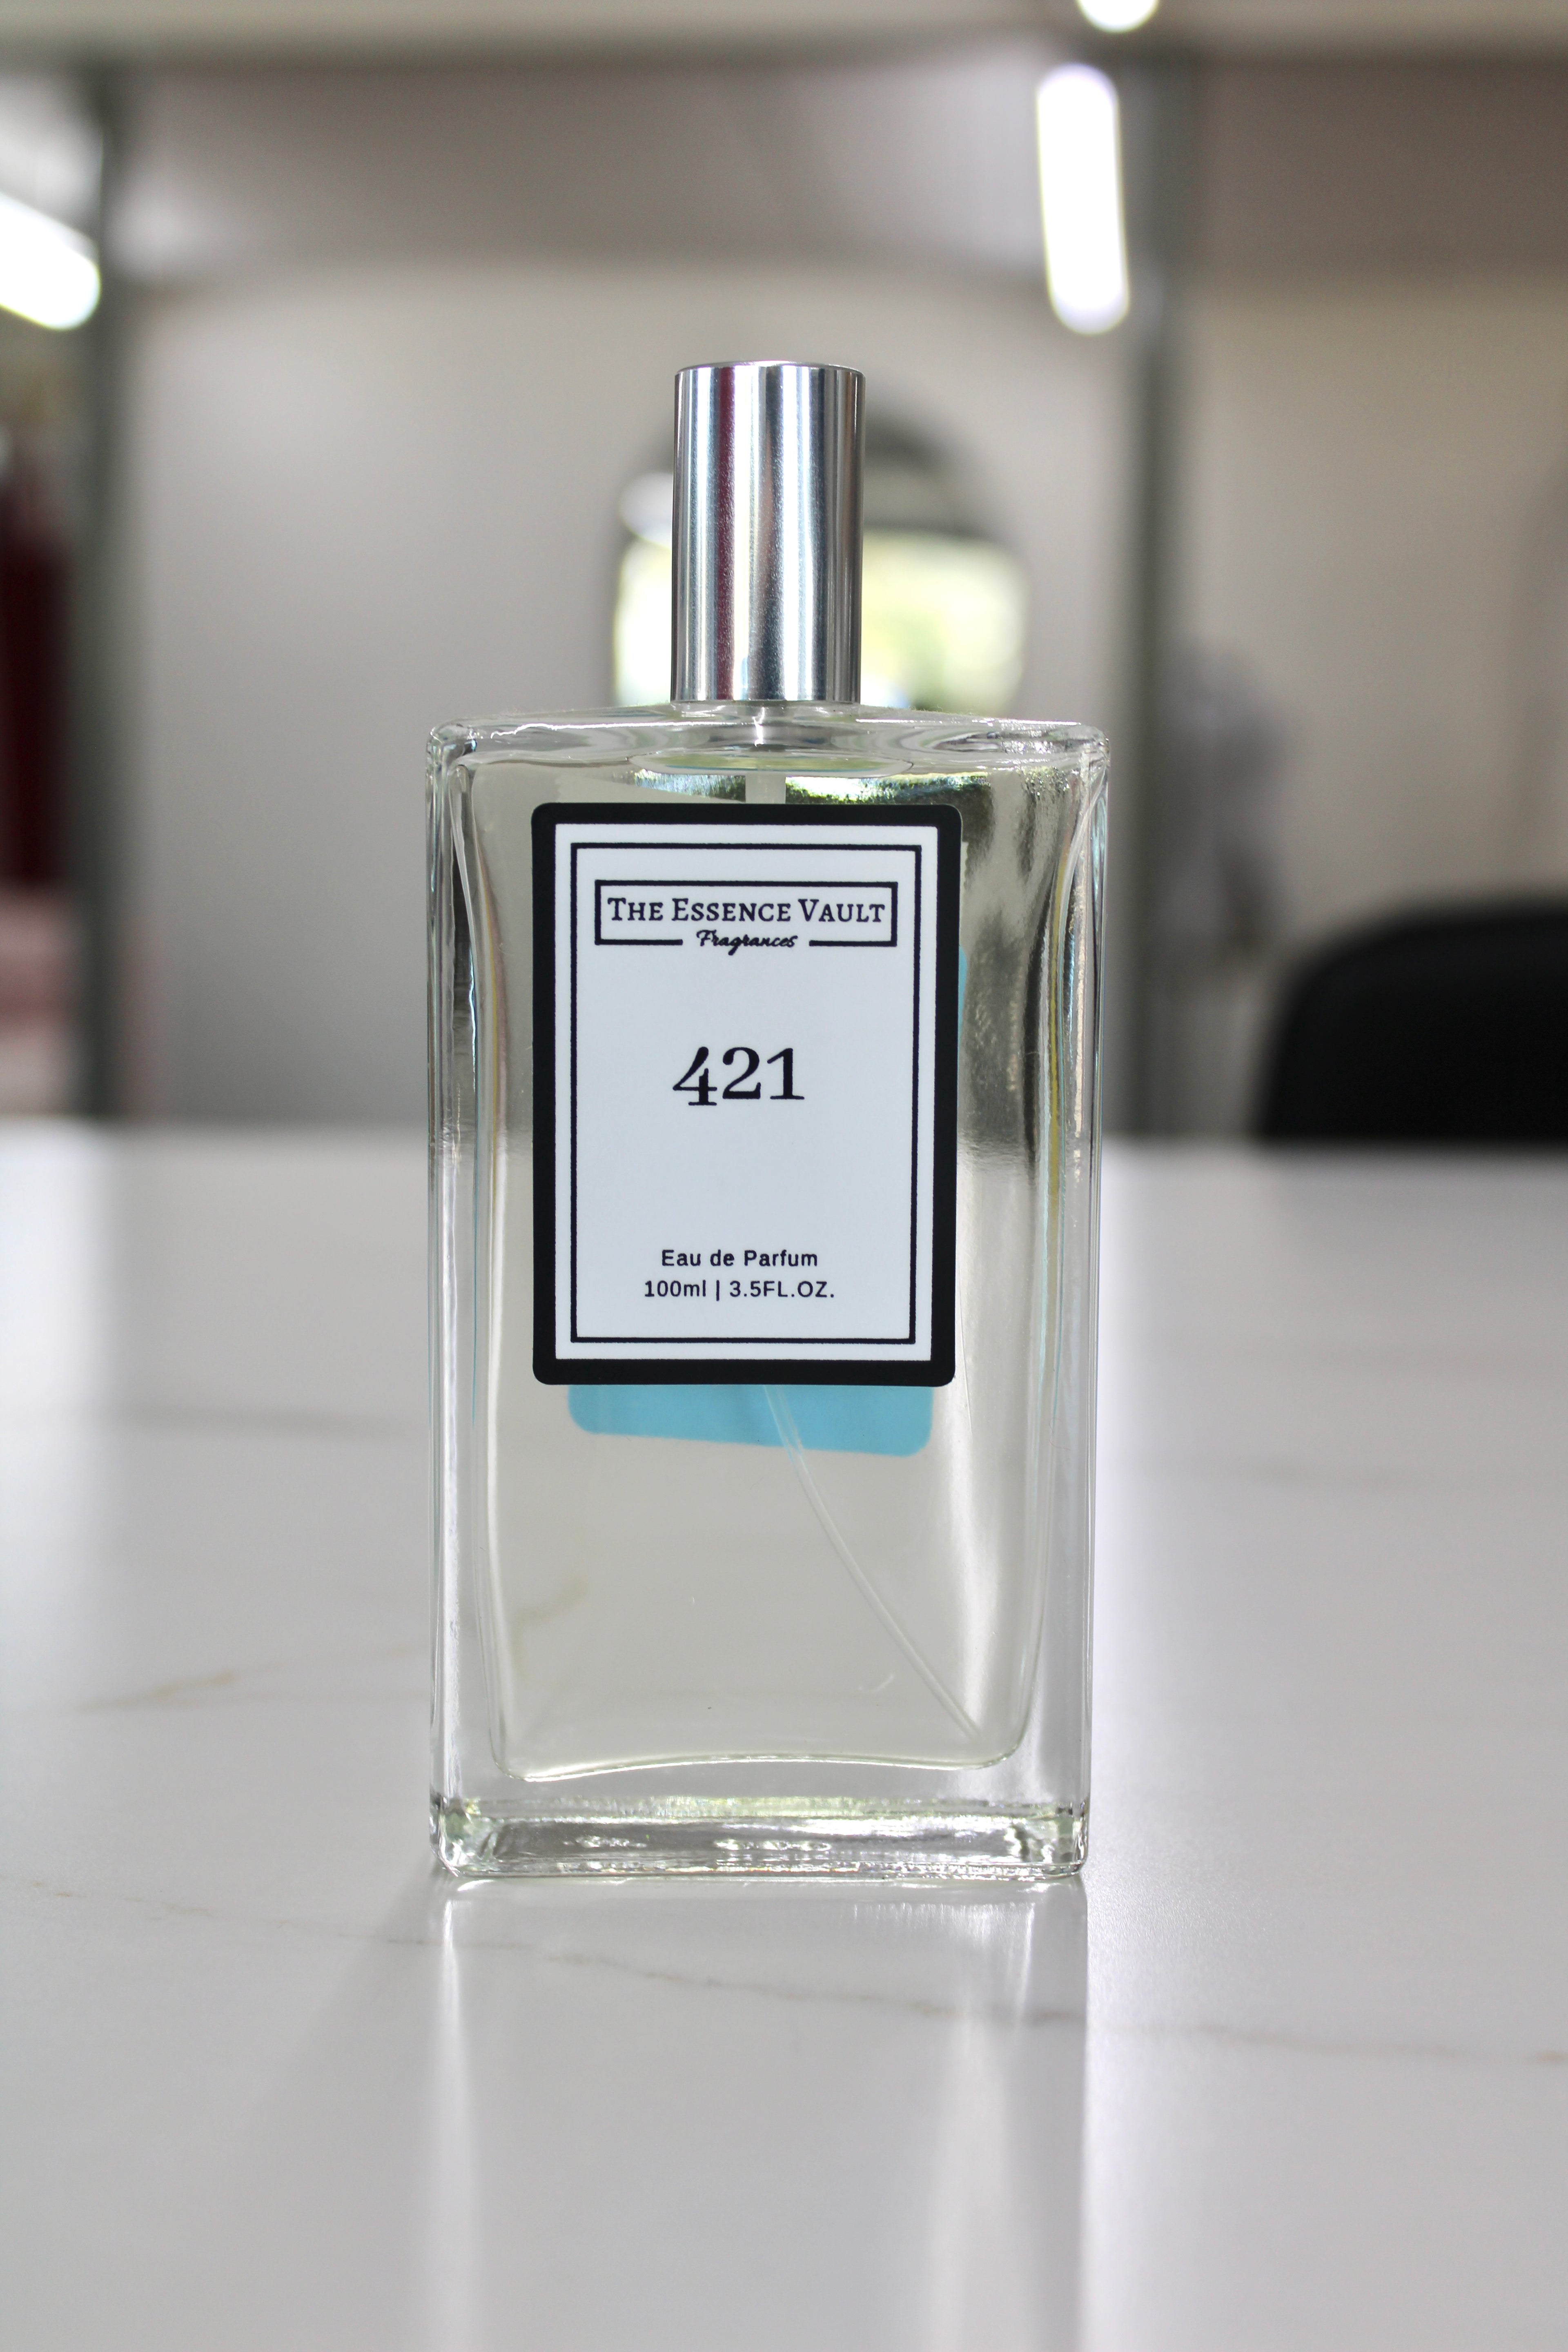 THE ESSENCE VAULT
Fragrances
421
Eau de Parfum
100ml | 3.5FL.OZ.